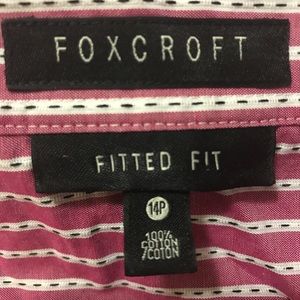 FOXCROFT
FITTED FIT
14P
100%
COTTON
/COTON